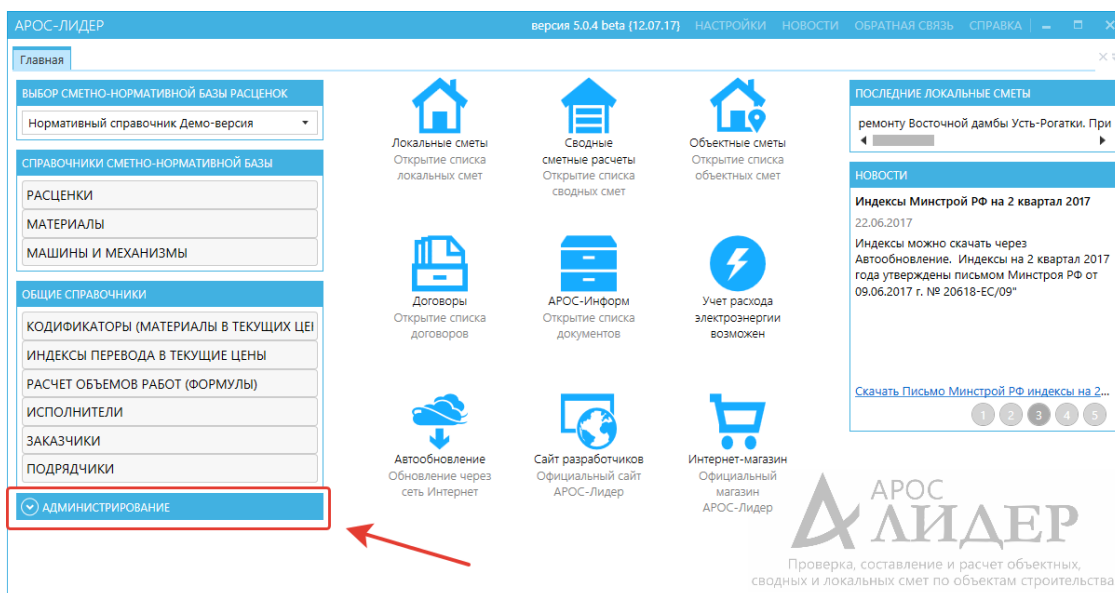 АРОС-ЛИДЕР
версия 5.0.4 beta (12.07.17) НАСТРОЙКИ НОВОСТИ ОБРАТНАЯ СВЯЗЬ СПРАВКА
Главная
ВЫБОР СМЕТНО-НОРМАТИВНОЙ БАЗЫ РАСЦЕНОК
Нормативный справочник Демо-версия
СПРАВОЧНИКИ СМЕТНО-НОРМАТИВНОЙ БАЗЫ
РАСЦЕНКИ
МАТЕРИАЛЫ
МАШИНЫ И МЕХАНИЗМЫ
ОБЩИЕ СПРАВОЧНИКИ
КОДИФИКАТОРЫ (МАТЕРИАЛЫ В ТЕКУЩИХ ЦЕ
ИНДЕКСЫ ПЕРЕВОДА В ТЕКУЩИЕ ЦЕНЫ
РАСЧЕТ ОБЪЕМОВ РАБОТ (ФОРМУЛЫ)
ИСПОЛНИТЕЛИ
ЗАКАЗЧИКИ
ПОДРЯДЧИКИ
АДМИНИСТРИРОВАНИЕ
Локальные сметы
Открытие списка
локальных смет
Сводные
сметные расчеты
Открытие списка
сводных смет
Объектные сметы
Открытие списка
объектных смет
Договоры
Открытие списка
договоров
АРОС-Информ
Открытие списка
документов
Учет расхода
электроэнергии
возможен
Автообновление
Обновление через
сеть Интернет
Сайт разработчиков
Официальный сайт
АРОС-Лидер
Интернет-магазин
Официальный
магазин
АРОС-Лидер
ПОСЛЕДНИЕ ЛОКАЛЬНЫЕ СМЕТЫ
ремонту Восточной дамбы Усть-Рогатки. При
НОВОСТИ
Индексы Минстрой РФ на 2 квартал 2017
22.06.2017
Индексы можно скачать через
Автообновление. Индексы на 2 квартал 2017
года утверждены письмом Минстроя РФ от
09.06.2017 г. № 20618-ЕС/09"
Скачать Письмо Минстрой РФ индексы на 2...
1 2 3 4 5
АРОС
ЛИДЕР
Проверка, составление и расчет объектных,
сводных и локальных смет по объектам строительства